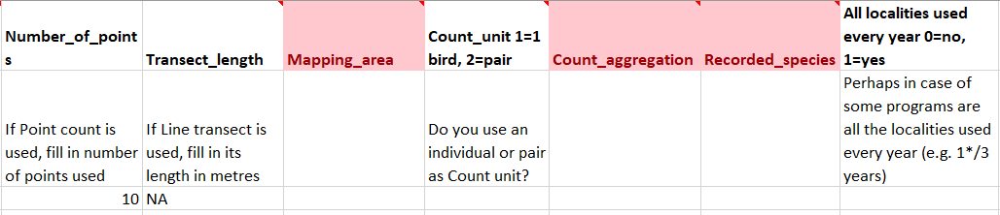 Number_of_point
s
Transect_length
Mapping_area
Count_unit 1=1
bird, 2=pair
Count_aggregation
Recorded_species
All localities used
every year 0=no,
1=yes
If Point count is
used, fill in number
of points used
If Line transect is
used, fill in its
length in metres
Do you use an
individual or pair
as Count unit?
Perhaps in case of
some programs are
all the localities used
every year (e.g. 1*/3
years)
10
NA